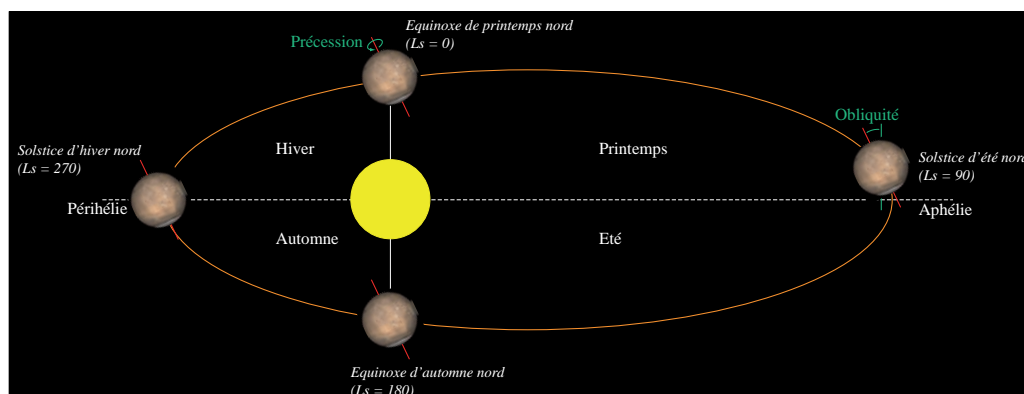 Equinoxe de printemps nord
(Ls = 0)
Précession
Obliquité
Hiver
Printemps
Solstice d'hiver nord
(Ls = 270)
Solstice d'été nord
(Ls = 90)
Périhélie
Aphélie
Automne
Eté
Equinoxe d'automne nord
(Ls = 180)